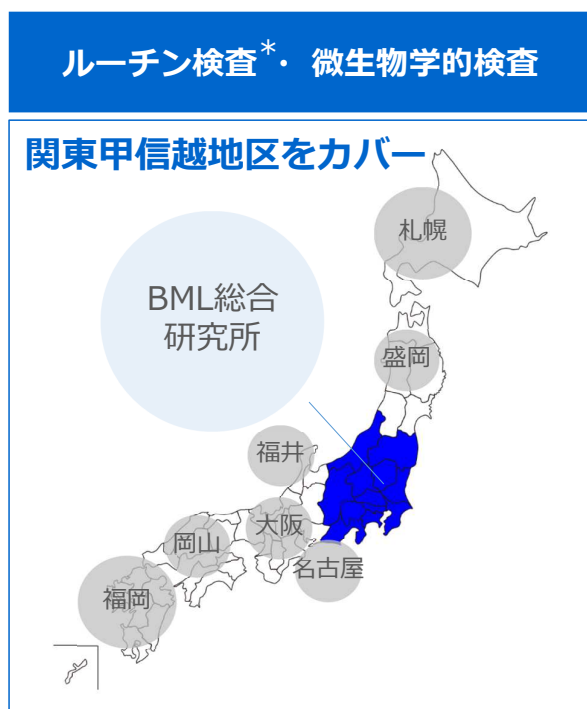 ルーチン検査*・ 微生物学的検査
関東甲信越地区をカバー
札幌
BML総合
研究所
盛岡
福井
大阪
岡山
名古屋
福岡